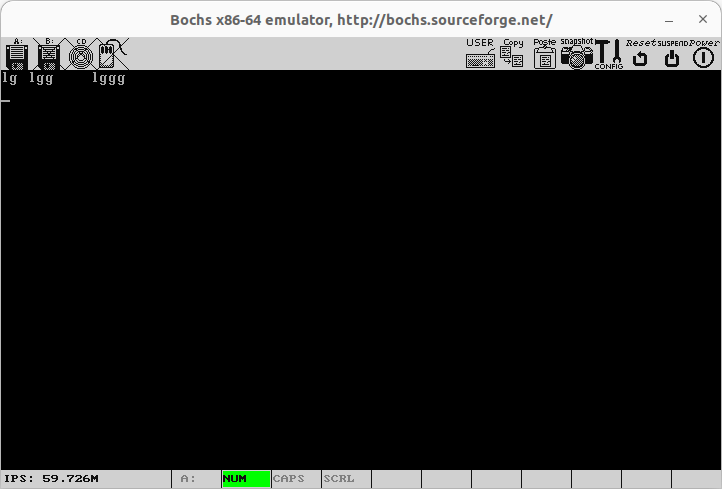 Bochs x86-64 emulator, http://bochs.sourceforge.net/
A: B: CD USER Copy Poste snapshot CONFIG Reset SUSPEND Power
lg lgg lggg
IPS: 59.726M A: NUM CAPS SCRL